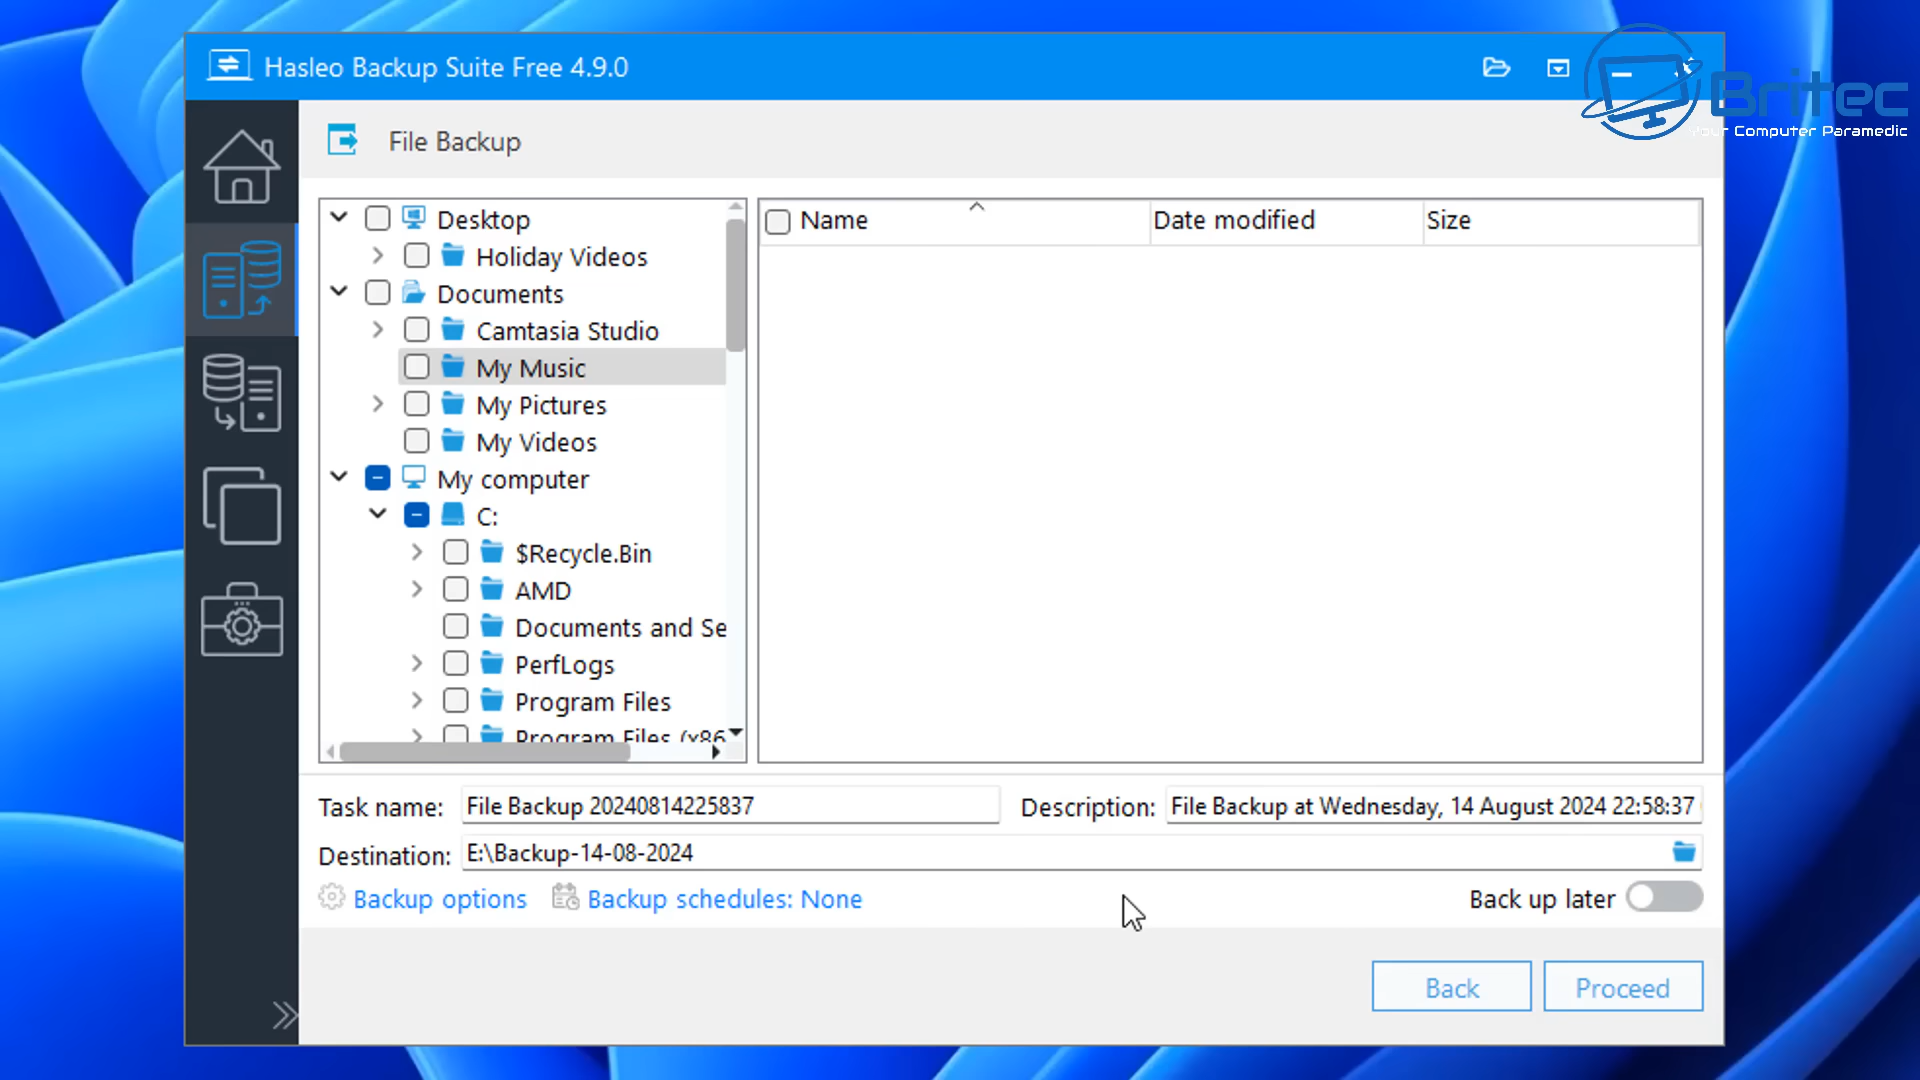 Hasleo Backup Suite Free 4.9.0
Britec
Your Computer Paramedic
File Backup
Desktop
Holiday Videos
Documents
Camtasia Studio
My Music
My Pictures
My Videos
My computer
C:
$Recycle.Bin
AMD
Documents and Se
PerfLogs
Program Files
Program Files (x86
Name
Date modified
Size
Task name: File Backup 20240814225837
Description: File Backup at Wednesday, 14 August 2024 22:58:37
Destination: E:\Backup-14-08-2024
Backup options
Backup schedules: None
Back up later
Back
Proceed